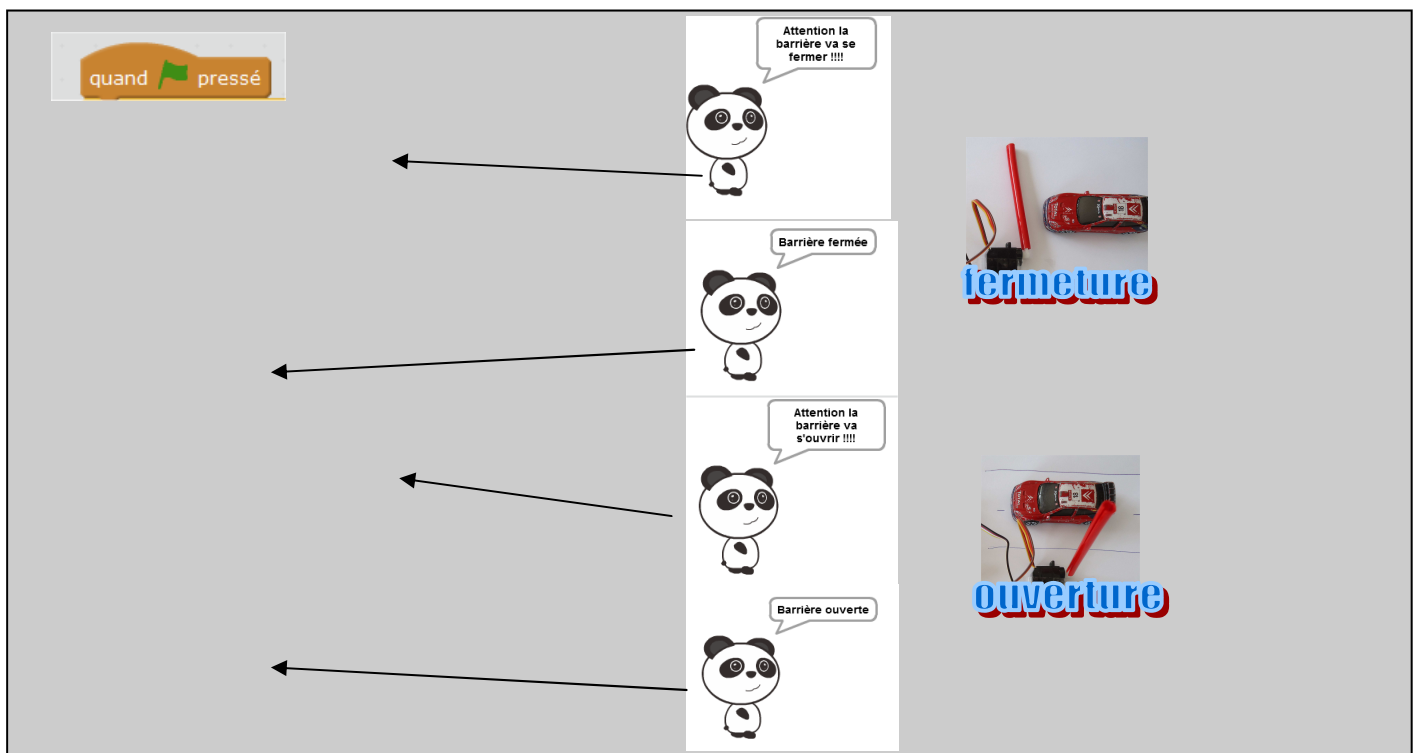 quand pressé
Attention la
barrière va se
fermer !!!!
fermeture
Barrière fermée
Attention la
barrière va
s'ouvrir !!!!
ouverture
Barrière ouverte